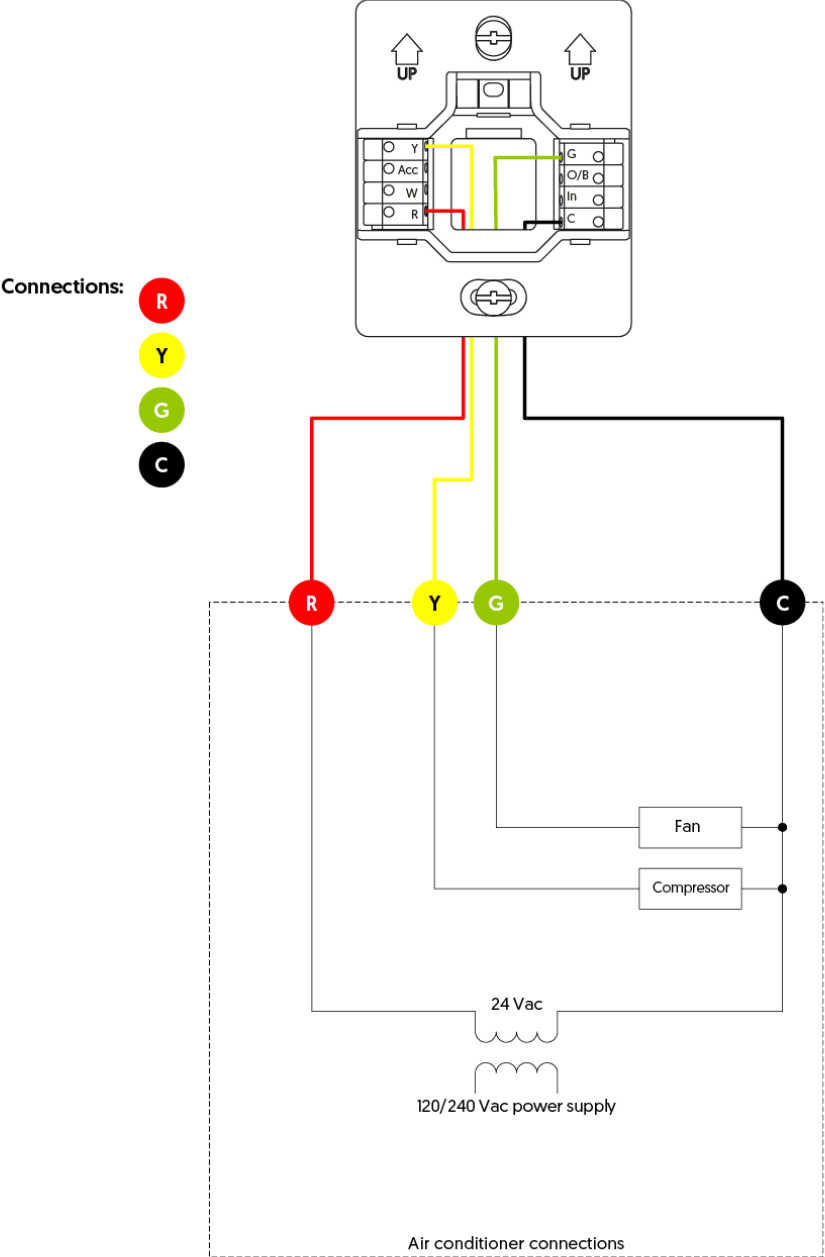 UP
UP
Y
Acc
W
R
G
O/B
In
C
Connections:
R
Y
G
C
R
Y
G
C
Fan
Compressor
24 Vac
120/240 Vac power supply
Air conditioner connections